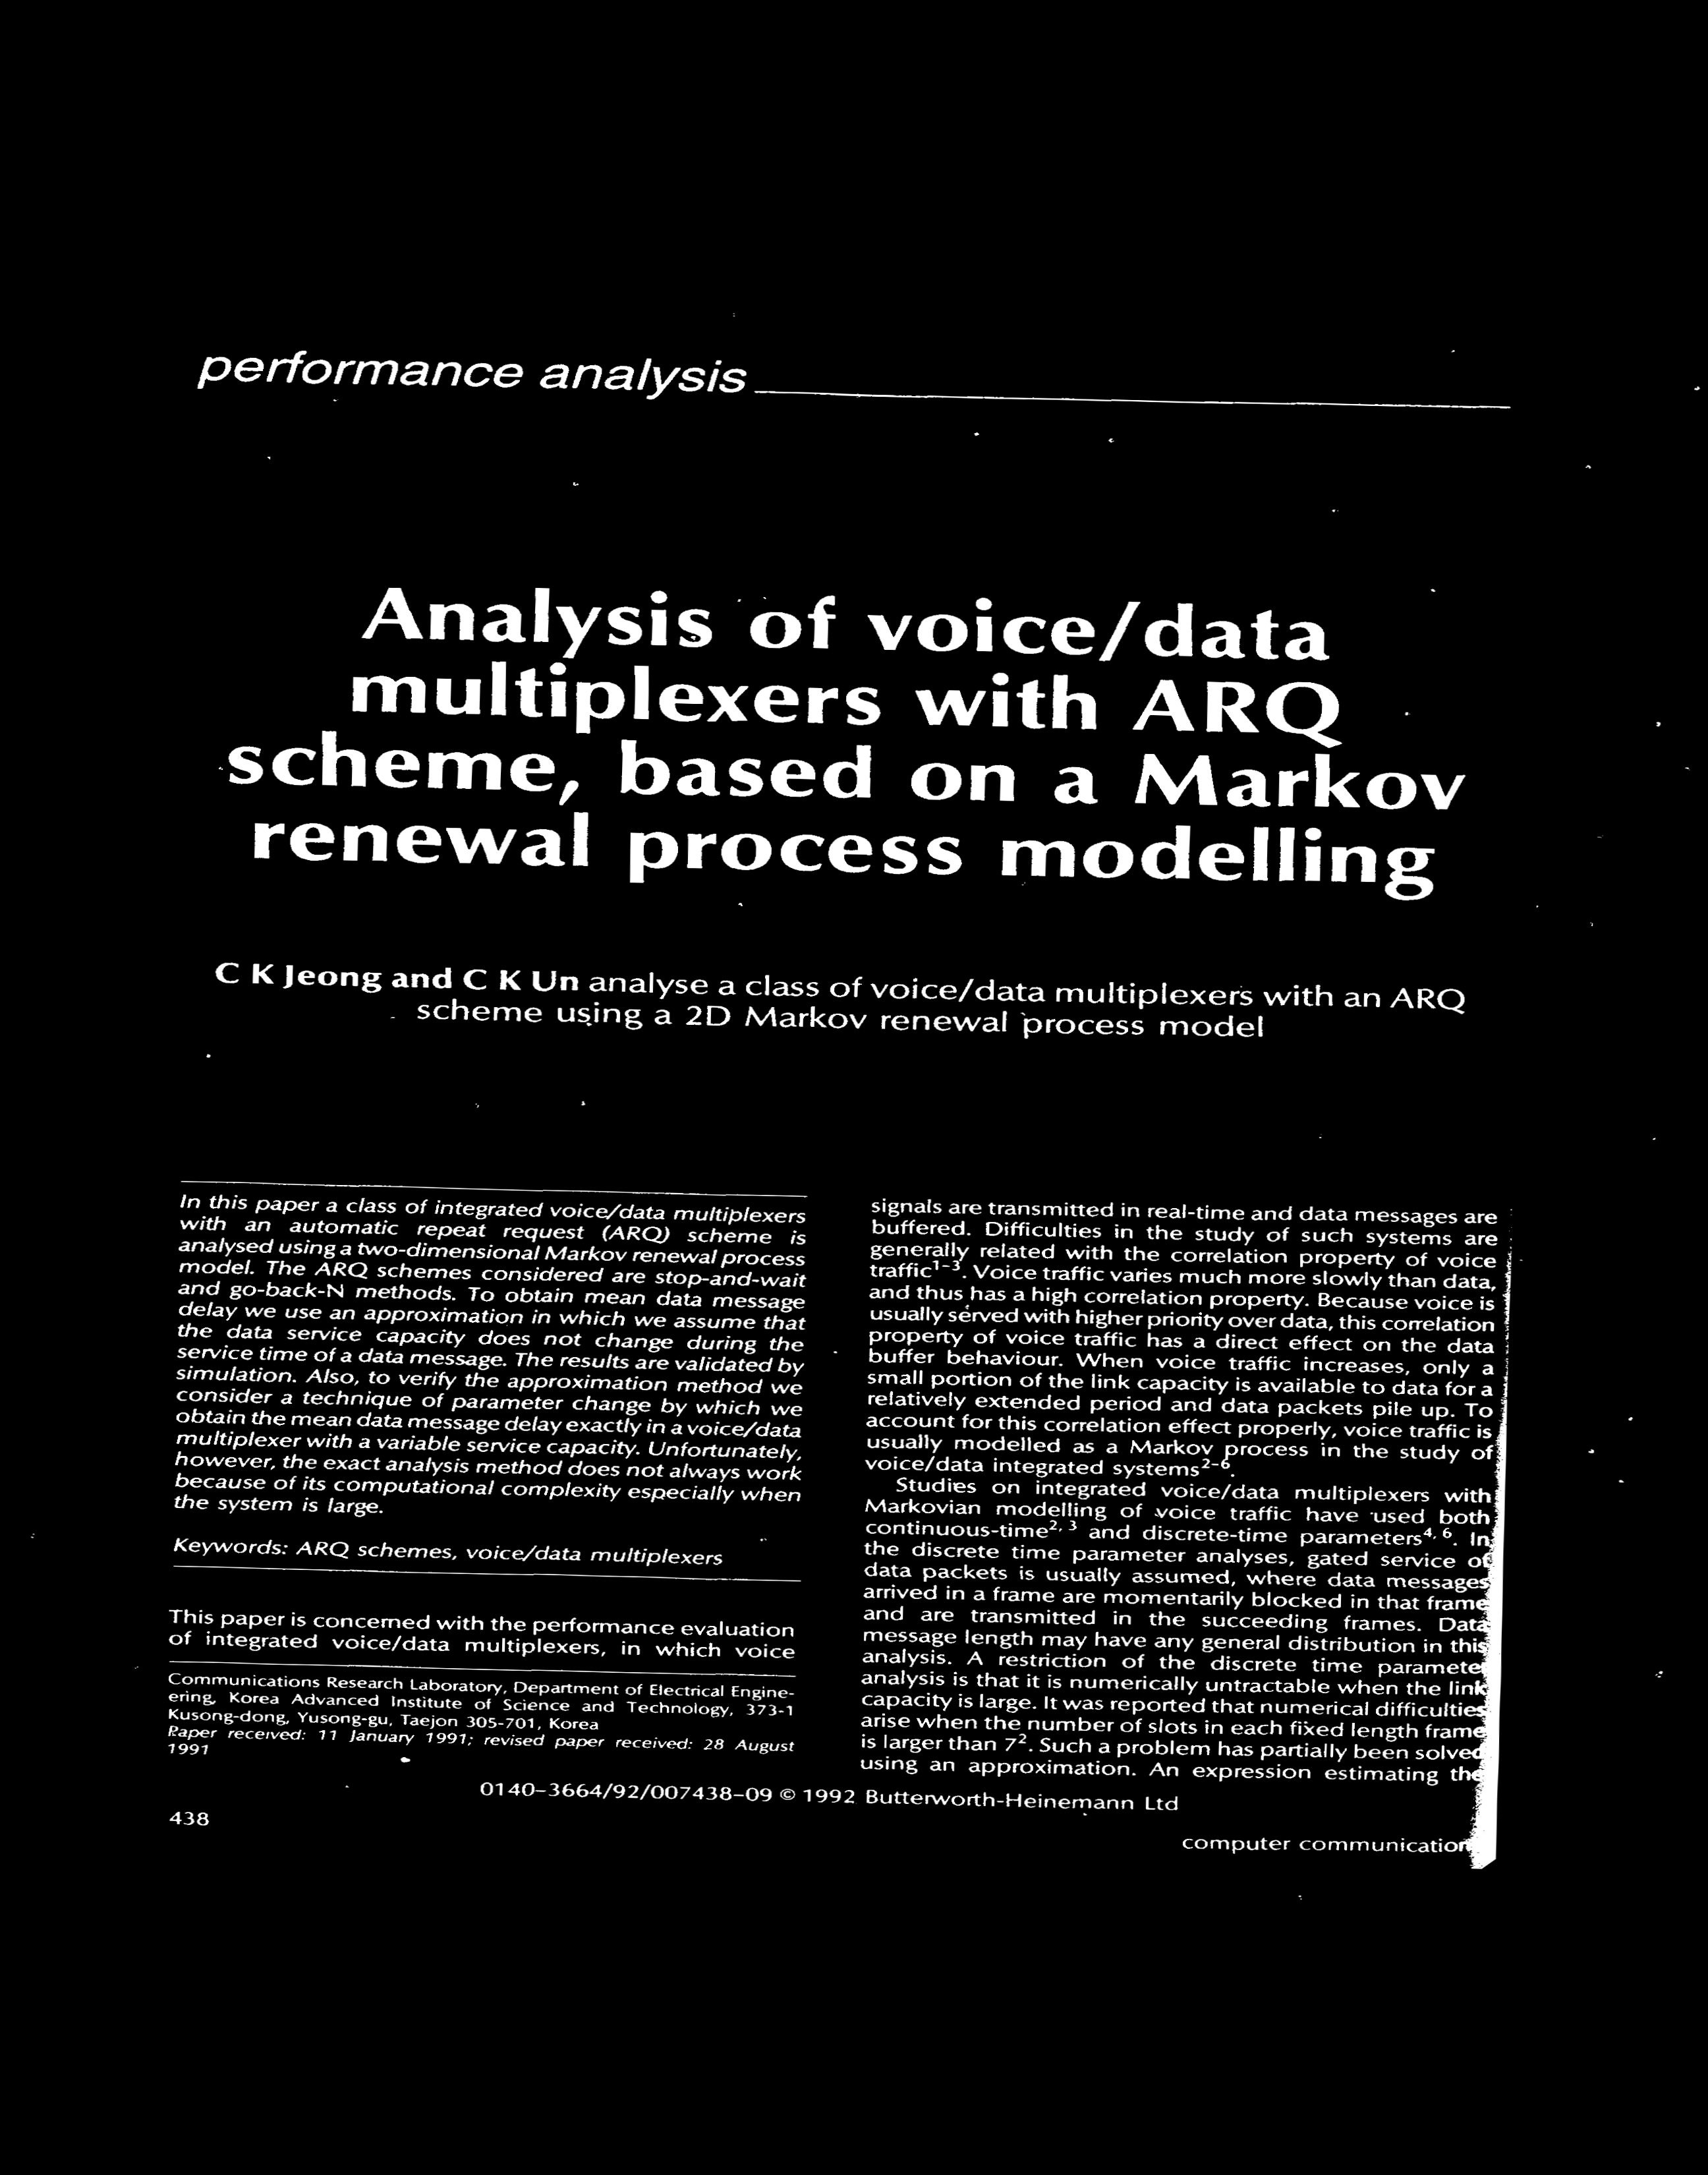 performance analysis
Analysis of voice/data
multiplexers with ARQ
scheme, based on a Markov
renewal process modelling
C K Jeong and C K Un analyse a class of voice/data multiplexers with an ARQ
scheme using a 2D Markov renewal process model
In this paper a class of integrated voice/data multiplexers
with an automatic repeat request (ARQ) scheme is
analysed using a two-dimensional Markov renewal process
model. The ARQ schemes considered are stop-and-wait
and go-back-N methods. To obtain mean data message
delay we use an approximation in which we assume that
the data service capacity does not change during the
service time of a data message. The results are validated by
simulation. Also, to verify the approximation method we
consider a technique of parameter change by which we
obtain the mean data message delay exactly in a voice/data
multiplexer with a variable service capacity. Unfortunately,
however, the exact analysis method does not always work
because of its computational complexity especially when
the system is large.
Keywords: ARQ schemes, voice/data multiplexers
This paper is concerned with the performance evaluation
of integrated voice/data multiplexers, in which voice
Communications Research Laboratory, Department of Electrical Engine-
ering, Korea Advanced Institute of Science and Technology, 373-1
Kusong-dong, Yusong-gu, Taejon 305-701, Korea
Paper received: 11 January 1991; revised paper received: 28 August
1991
signals are transmitted in real-time and data messages are
buffered. Difficulties in the study of such systems are
generally related with the correlation property of voice
traffic1–3. Voice traffic varies much more slowly than data,
and thus has a high correlation property. Because voice is
usually served with higher priority over data, this correlation
property of voice traffic has a direct effect on the data
buffer behaviour. When voice traffic increases, only a
small portion of the link capacity is available to data for a
relatively extended period and data packets pile up. To
account for this correlation effect properly, voice traffic is
usually modelled as a Markov process in the study of
voice/data integrated systems2–6.
Studies on integrated voice/data multiplexers with
Markovian modelling of voice traffic have used both
continuous-time2, 3 and discrete-time parameters4, 6. In
the discrete time parameter analyses, gated service of
data packets is usually assumed, where data messages
arrived in a frame are momentarily blocked in that frame
and are transmitted in the succeeding frames. Data
message length may have any general distribution in this
analysis. A restriction of the discrete time parameter
analysis is that it is numerically untractable when the link
capacity is large. It was reported that numerical difficulties
arise when the number of slots in each fixed length frame
is larger than 72. Such a problem has partially been solved
using an approximation. An expression estimating the
0140–3664/92/007438–09 © 1992 Butterworth-Heinemann Ltd
438
computer communication